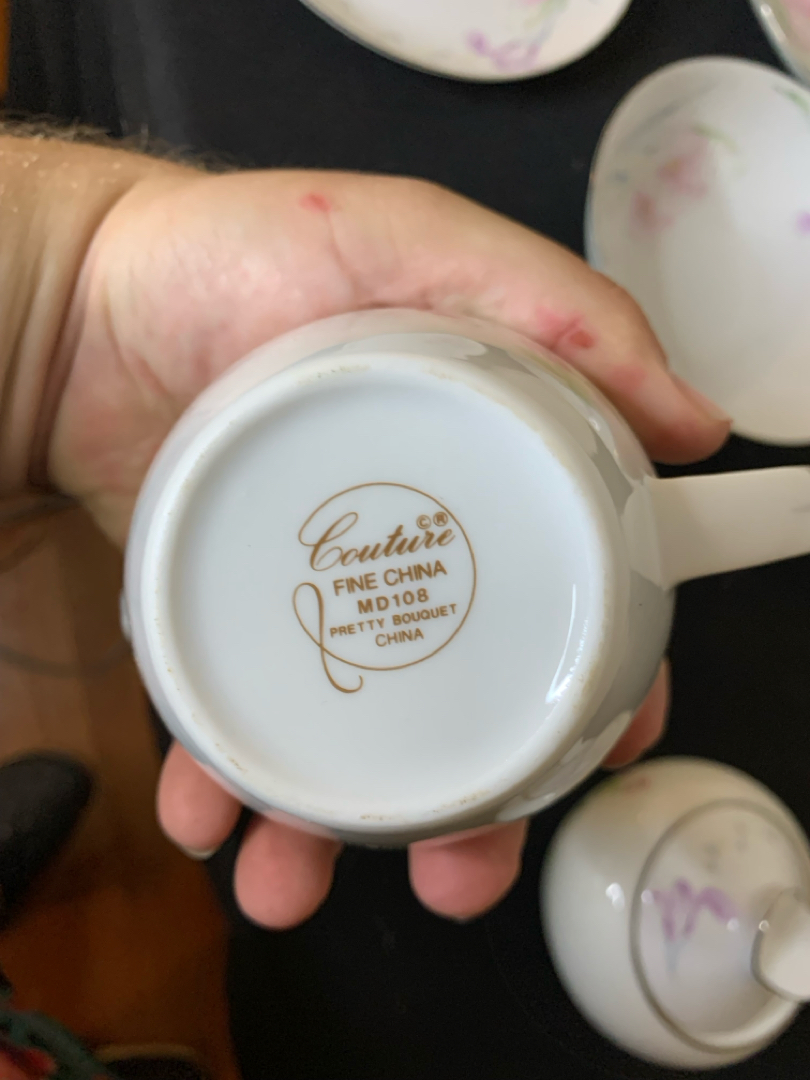 Couture ©®
FINE CHINA
MD108
PRETTY BOUQUET
CHINA